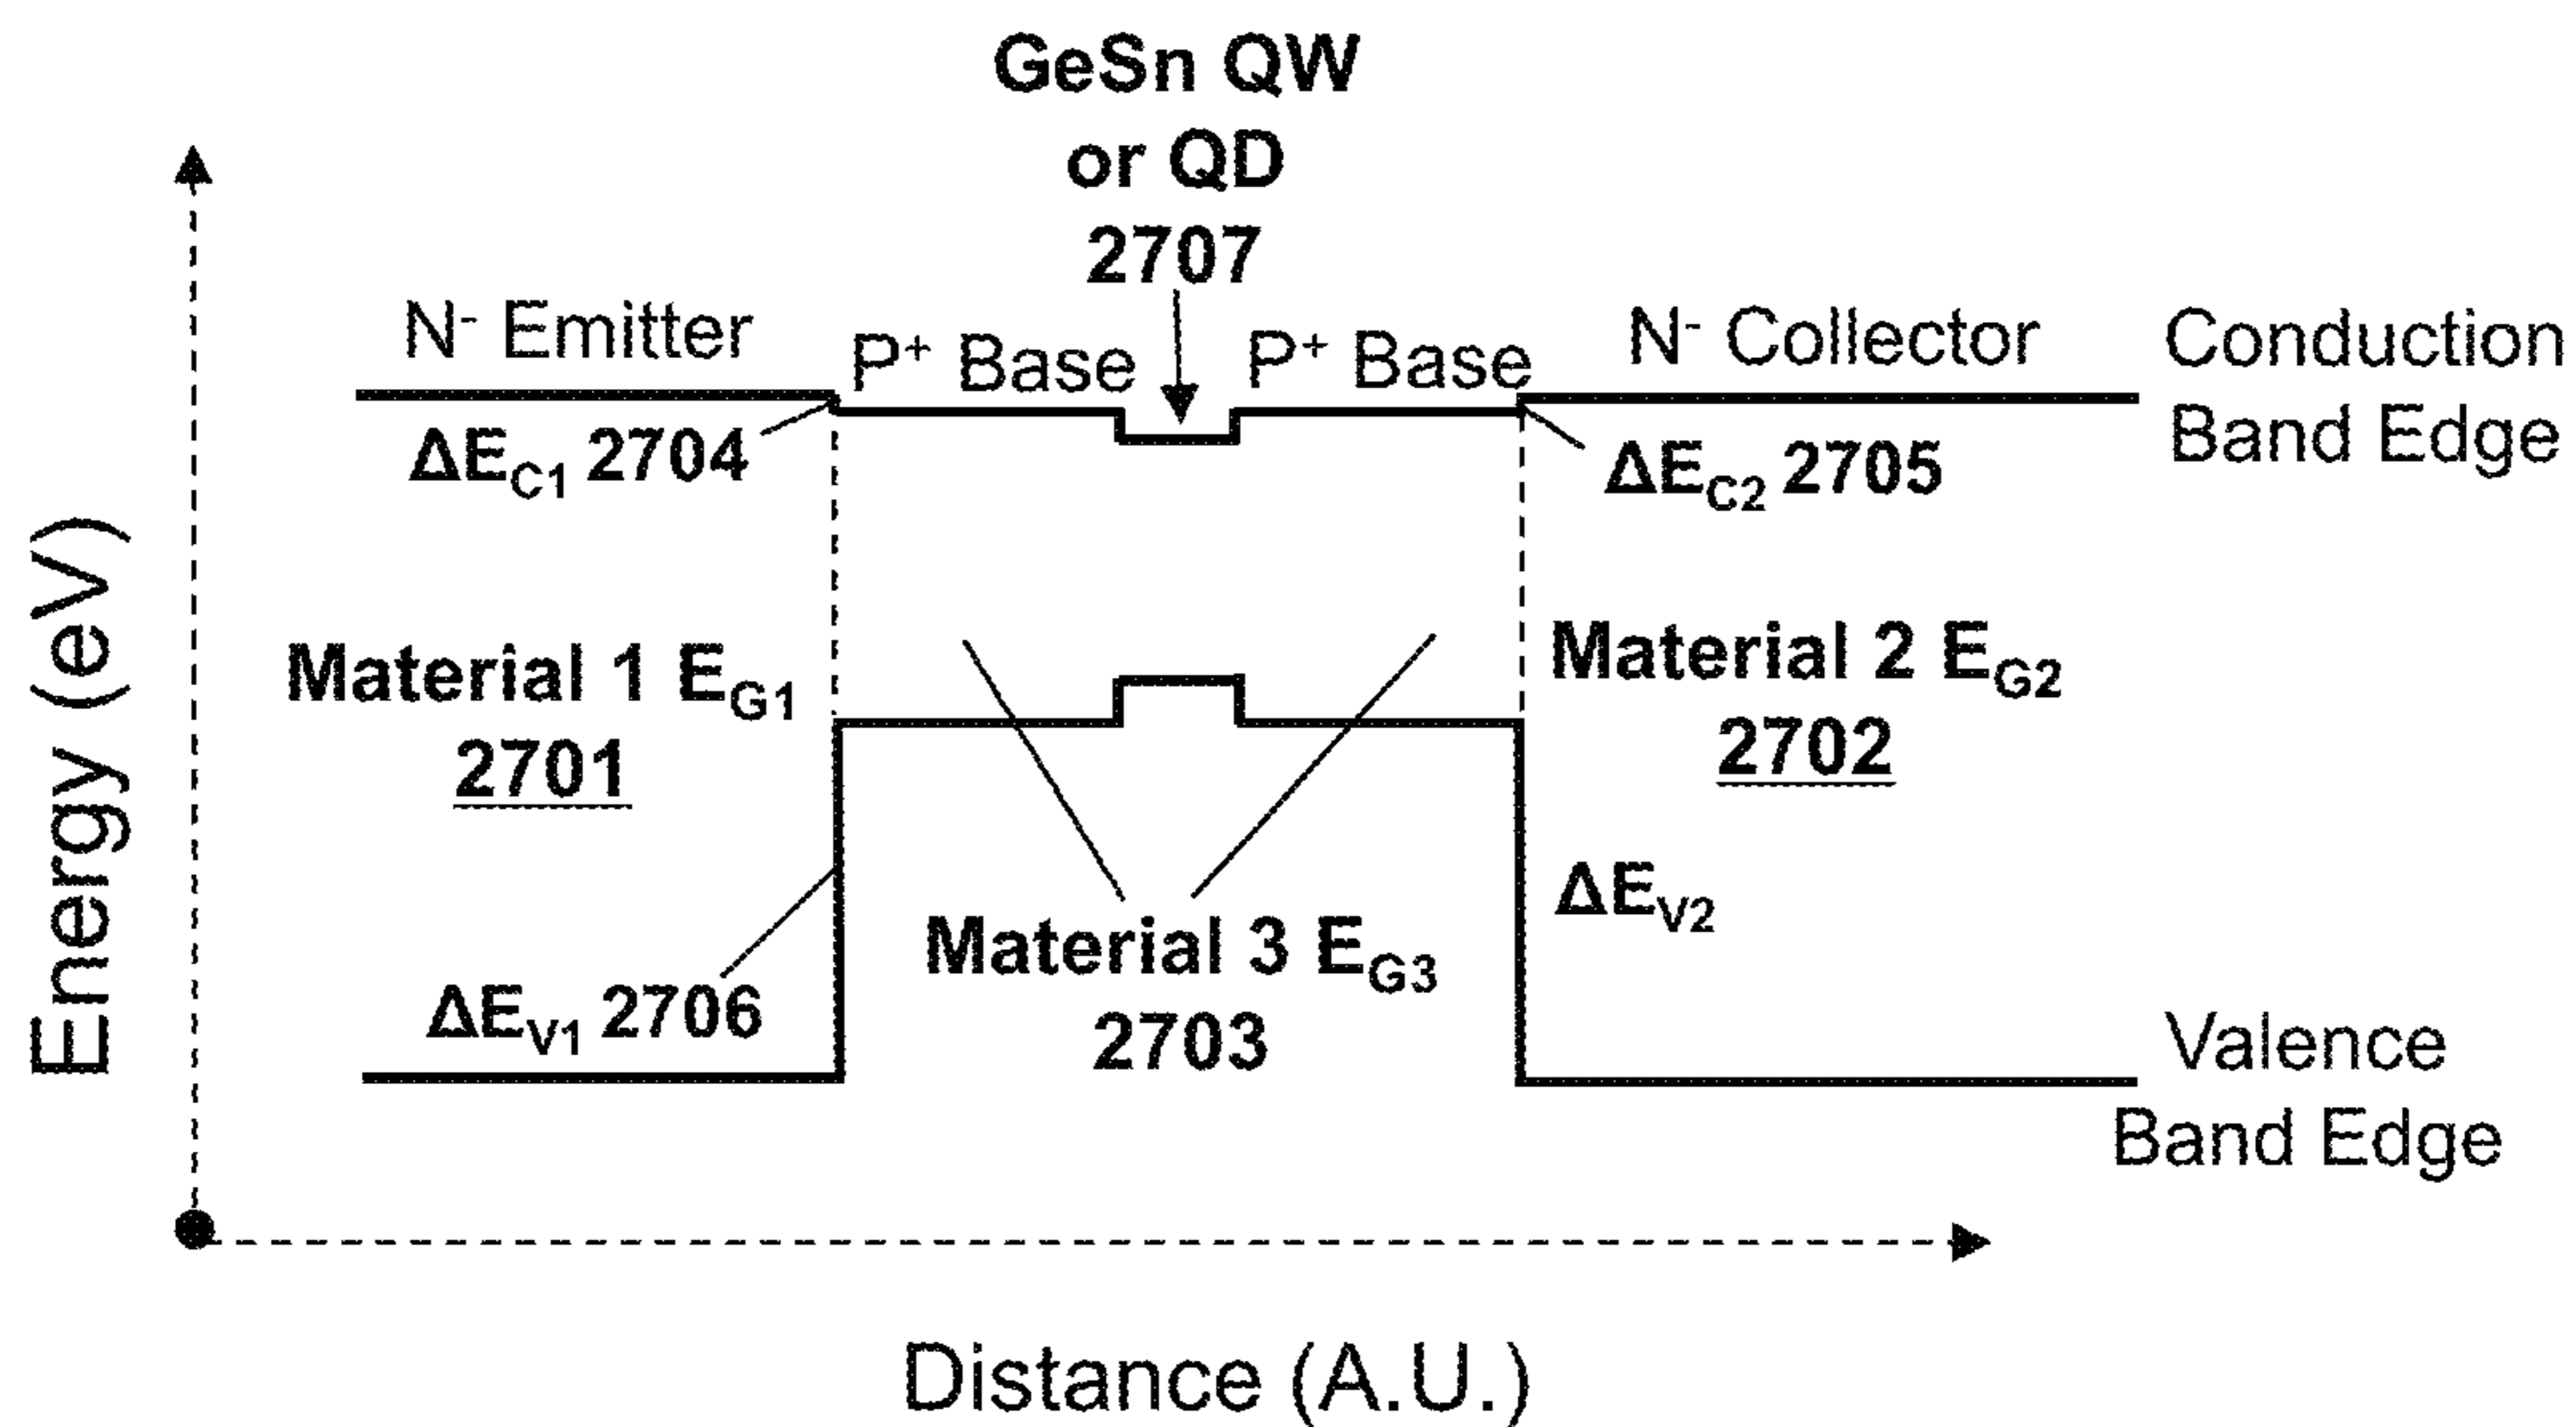 GeSn QW
or QD
2707
N⁻ Emitter
P⁺ Base
P⁺ Base
N⁻ Collector
Conduction
Band Edge
ΔE_C1 2704
ΔE_C2 2705
Energy (eV)
Material 1 E_G1
2701
Material 2 E_G2
2702
ΔE_V2
Material 3 E_G3
2703
ΔE_V1 2706
Valence
Band Edge
Distance (A.U.)